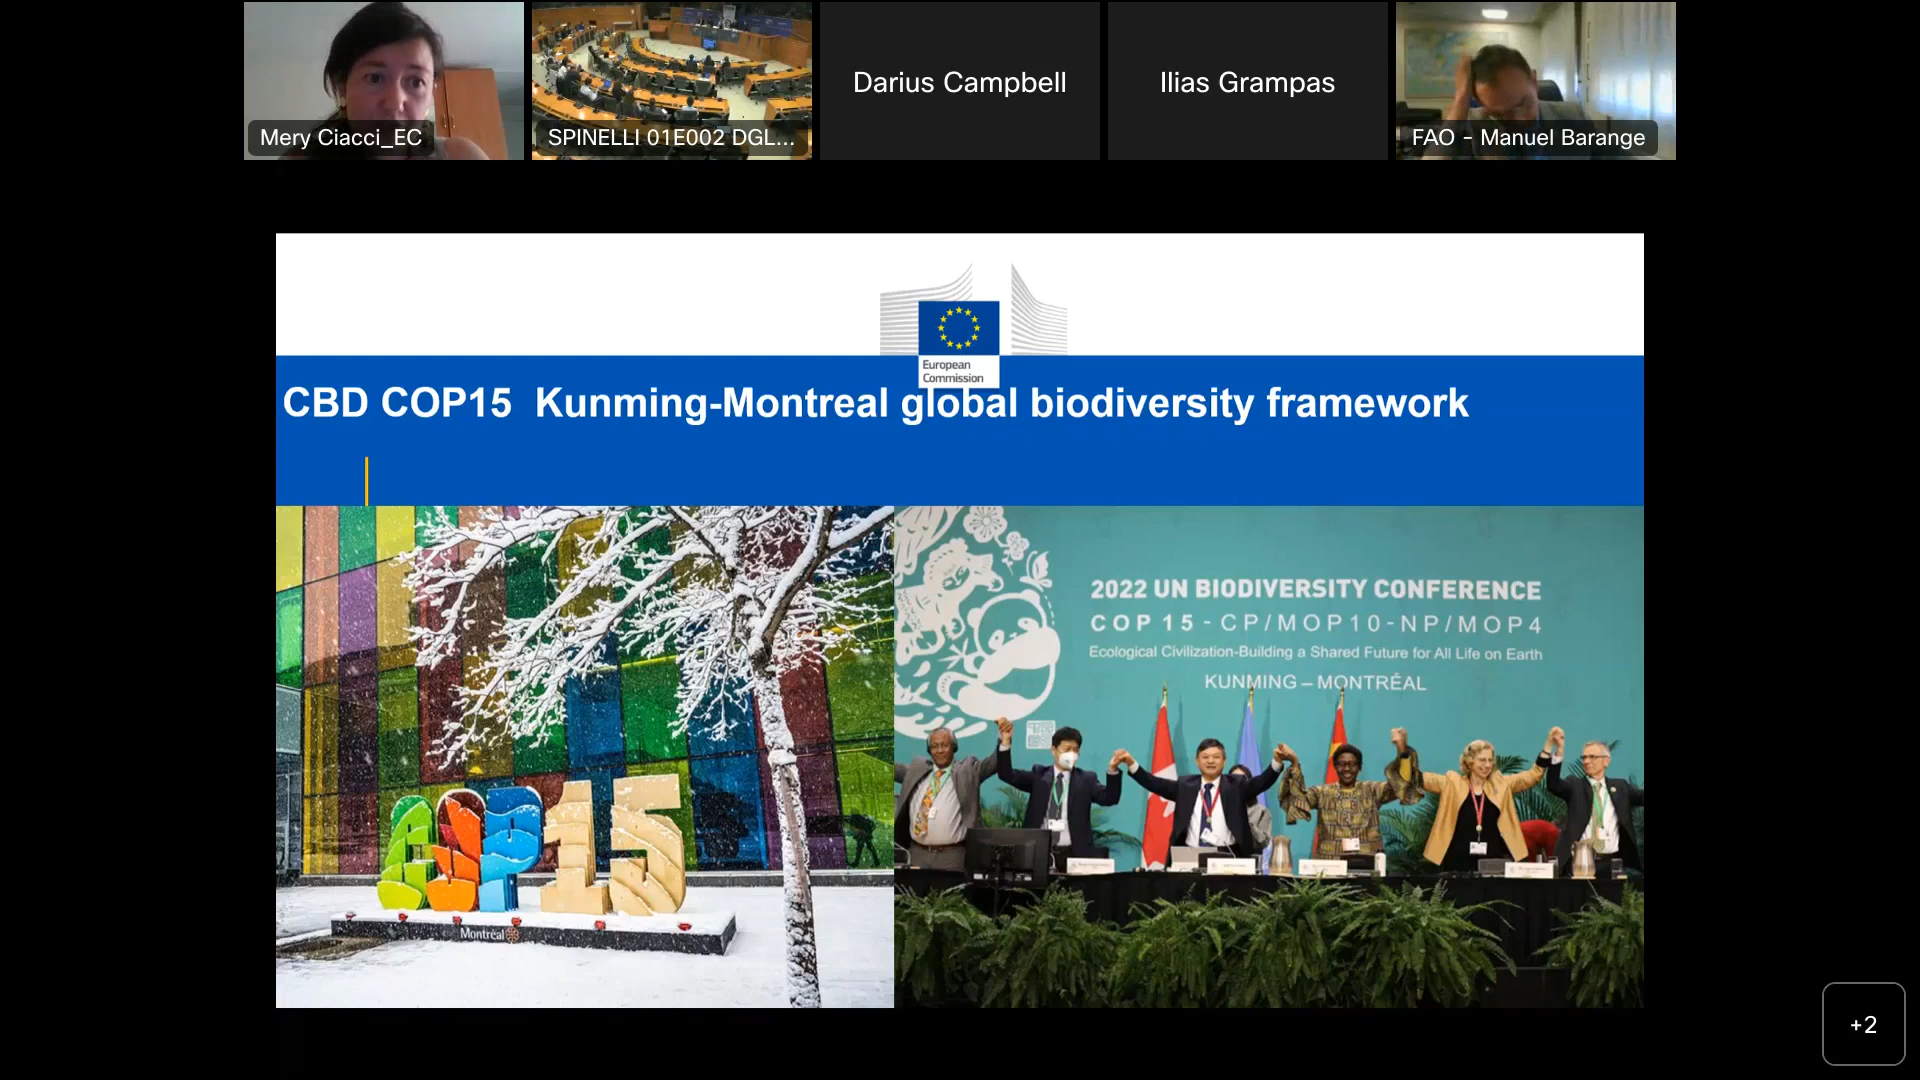 Mery Ciacci_EC
SPINELLI 01E002 DGL...
Darius Campbell
Ilias Grampas
FAO - Manuel Barange
European
Commission
CBD COP15 Kunming-Montreal global biodiversity framework
COP15
Montréal
2022 UN BIODIVERSITY CONFERENCE
COP 15 - CP/MOP10-NP/MOP4
Ecological Civilization-Building a Shared Future for All Life on Earth
KUNMING – MONTRÉAL
+2